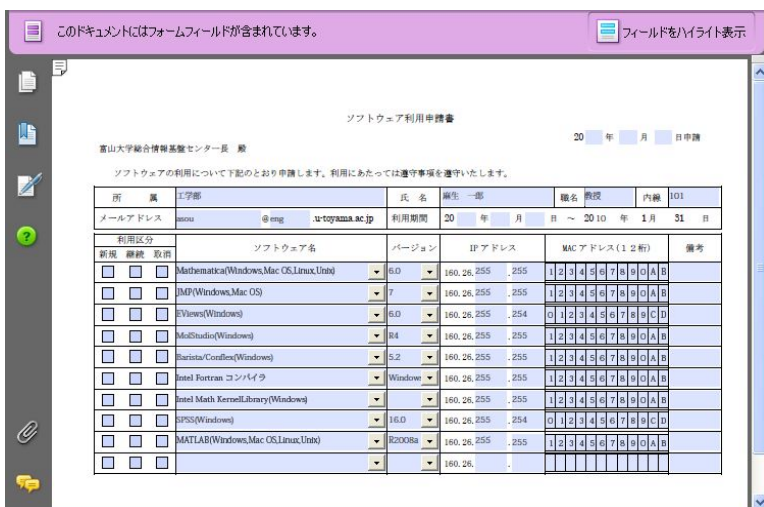 このドキュメントにはフォームフィールドが含まれています。
フィールドをハイライト表示
ソフトウェア利用申請書
20 年 月 日申請
富山大学総合情報基盤センター長 殿
ソフトウェアの利用について下記のとおり申請します。利用にあたっては遵守事項を遵守いたします。
所 属 工学部 氏 名 麻生 一郎 職名 教授 内線 101
メールアドレス asou @ eng .u-toyama.ac.jp 利用期間 20 年 月 日 ~ 20 10 年 1 月 31 日
利用区分 ソフトウェア名 バージョン IPアドレス MACアドレス(12桁) 備考
新規 継続 取消
Mathematica(Windows,Mac OS,Linux,Unix) 6.0 160.26.255 .255 1 2 3 4 5 6 7 8 9 0 A B
JMP(Windows,Mac OS) 7 160.26.255 .255 1 2 3 4 5 6 7 8 9 0 A B
EViews(Windows) 6.0 160.26.255 .254 0 1 2 3 4 5 6 7 8 9 C D
MolStudio(Windows) R4 160.26.255 .255 1 2 3 4 5 6 7 8 9 0 A B
Barista/Conflex(Windows) 5.2 160.26.255 .255 1 2 3 4 5 6 7 8 9 0 A B
Intel Fortran コンパイラ Window 160.26.255 .255 1 2 3 4 5 6 7 8 9 0 A B
Intel Math KernelLibrary(Windows) 160.26.255 .255 1 2 3 4 5 6 7 8 9 0 A B
SPSS(Windows) 16.0 160.26.255 .254 0 1 2 3 4 5 6 7 8 9 C D
MATLAB(Windows,Mac OS,Linux,Unix) R2008a 160.26.255 .255 1 2 3 4 5 6 7 8 9 0 A B
160.26. .